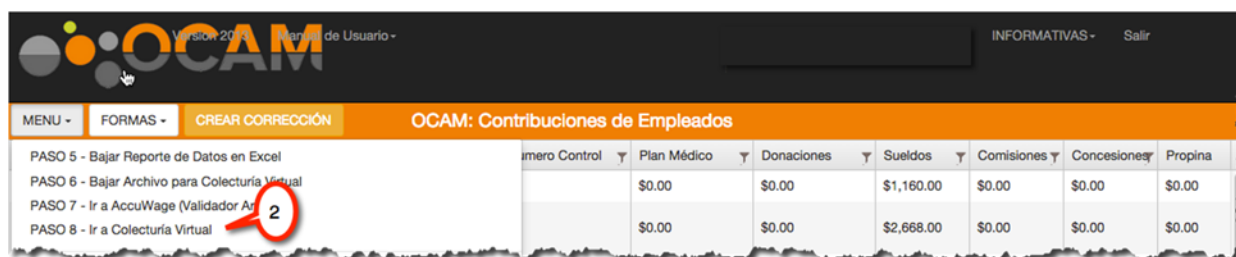 OCAM
Version 20 Manual de Usuario
INFORMATIVAS
Salir
MENU
FORMAS
CREAR CORRECCIÓN
OCAM: Contribuciones de Empleados
PASO 5 - Bajar Reporte de Datos en Excel
PASO 6 - Bajar Archivo para Colecturía Virtual
PASO 7 - Ir a AccuWage (Validador
PASO 8 - Ir a Colecturía Virtual
2
Control Plan Médico Donaciones Sueldos Comisiones Concesiones Propina
$0.00 $0.00 $1,160.00 $0.00 $0.00 $0.00
$0.00 $0.00 $2,668.00 $0.00 $0.00 $0.00